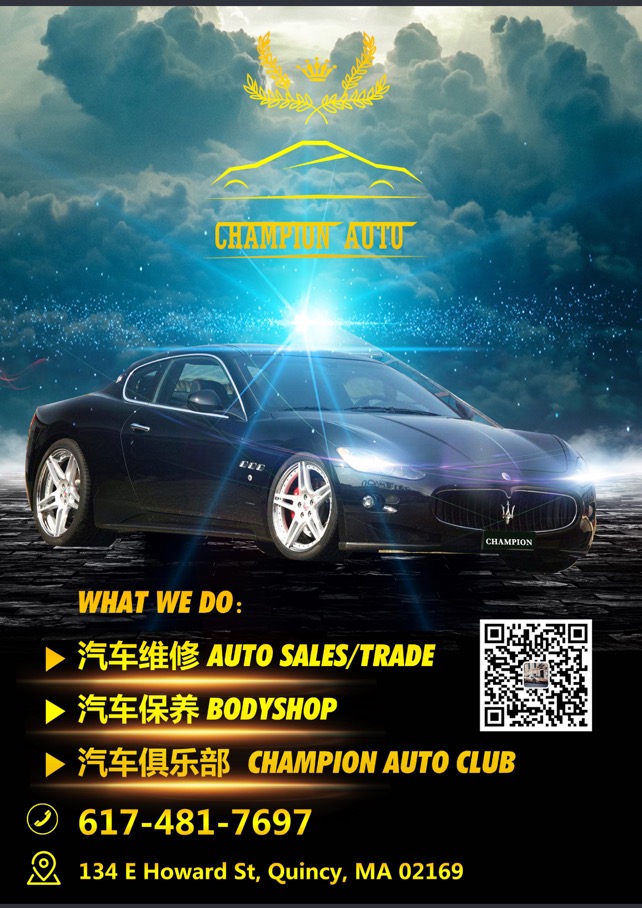 CHAMPION AUTO
CHAMPION
WHAT WE DO:
汽车维修 AUTO SALES/TRADE
汽车保养 BODYSHOP
汽车俱乐部 CHAMPION AUTO CLUB
617-481-7697
134 E Howard St, Quincy, MA 02169